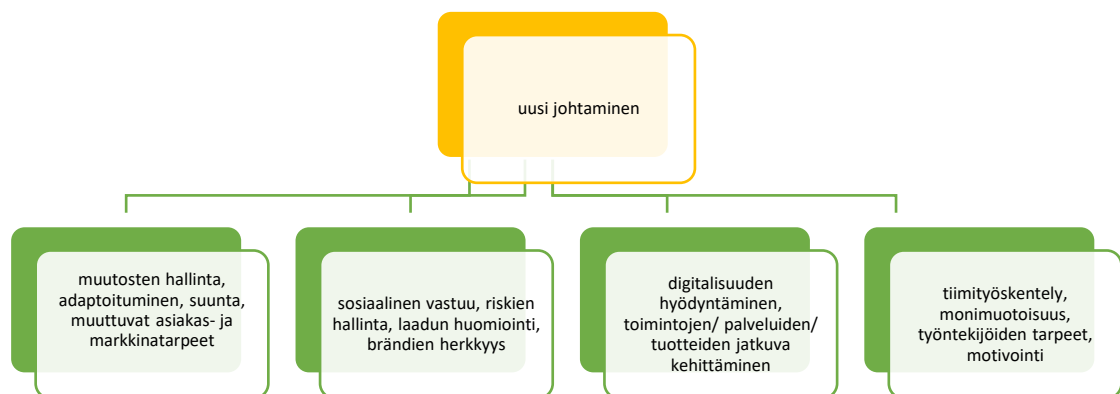 uusi johtaminen
muutosten hallinta,
adaptoituminen, suunta,
muuttuvat asiakas- ja
markkinatarpeet
sosiaalinen vastuu, riskien
hallinta, laadun huomiointi,
brändien herkkyys
digitalisuuden
hyödyntäminen,
toimintojen/ palveluiden/
tuotteiden jatkuva
kehittäminen
tiimityöskentely,
monimuotoisuus,
työntekijöiden tarpeet,
motivointi